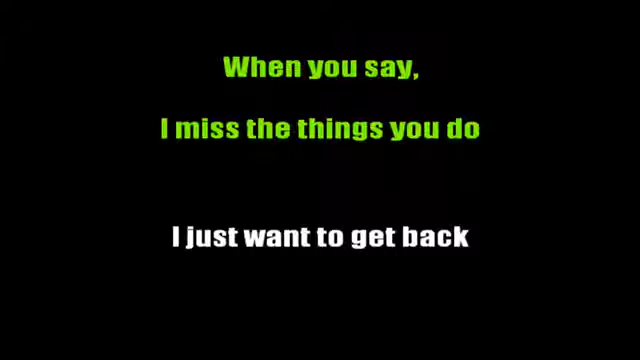 When you say,
I miss the things you do
I just want to get back